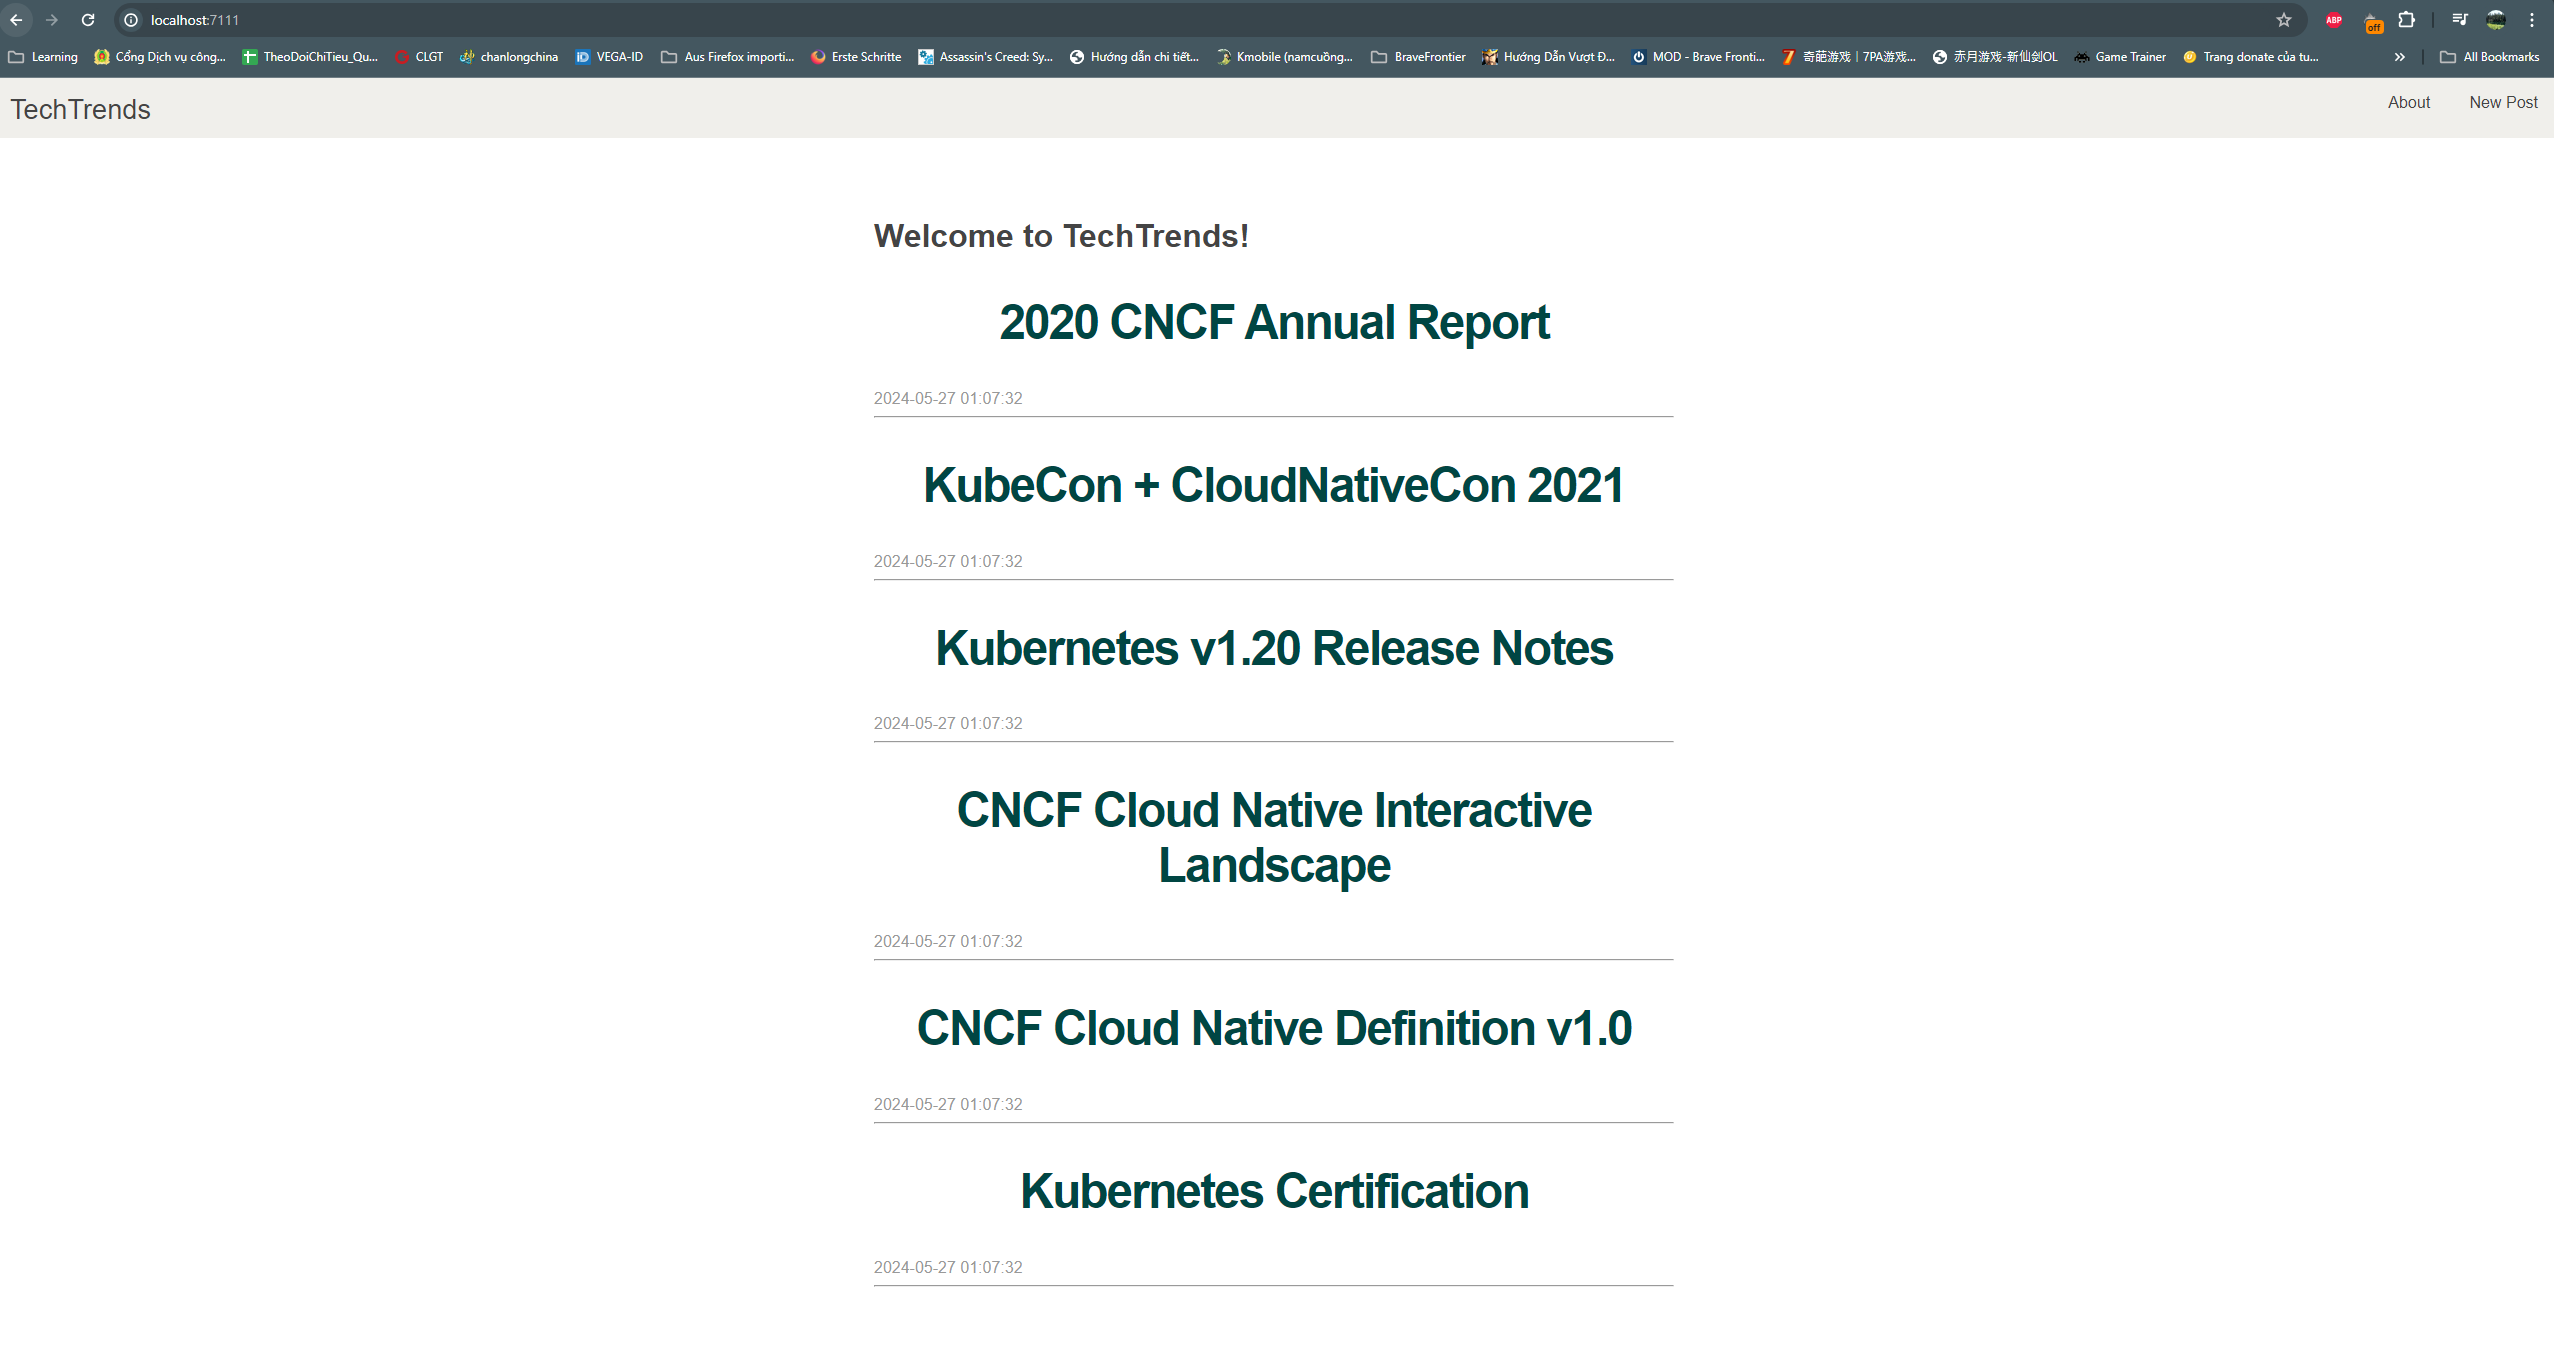 localhost:7111
ABP
off
Learning
Cổng Dịch vụ công...
TheoDoiChiTieu_Qu...
CLGT
chanlongchina
VEGA-ID
Aus Firefox importi...
Erste Schritte
Assassin's Creed: Sy...
Hướng dẫn chi tiết...
Kmobile (namcuồng...
BraveFrontier
Hướng Dẫn Vượt Đ...
MOD - Brave Fronti...
奇葩游戏 | 7PA游戏...
赤月游戏-新仙剑OL
Game Trainer
Trang donate của tu...
All Bookmarks
TechTrends
About
New Post
Welcome to TechTrends!
2020 CNCF Annual Report
2024-05-27 01:07:32
KubeCon + CloudNativeCon 2021
2024-05-27 01:07:32
Kubernetes v1.20 Release Notes
2024-05-27 01:07:32
CNCF Cloud Native Interactive
Landscape
2024-05-27 01:07:32
CNCF Cloud Native Definition v1.0
2024-05-27 01:07:32
Kubernetes Certification
2024-05-27 01:07:32